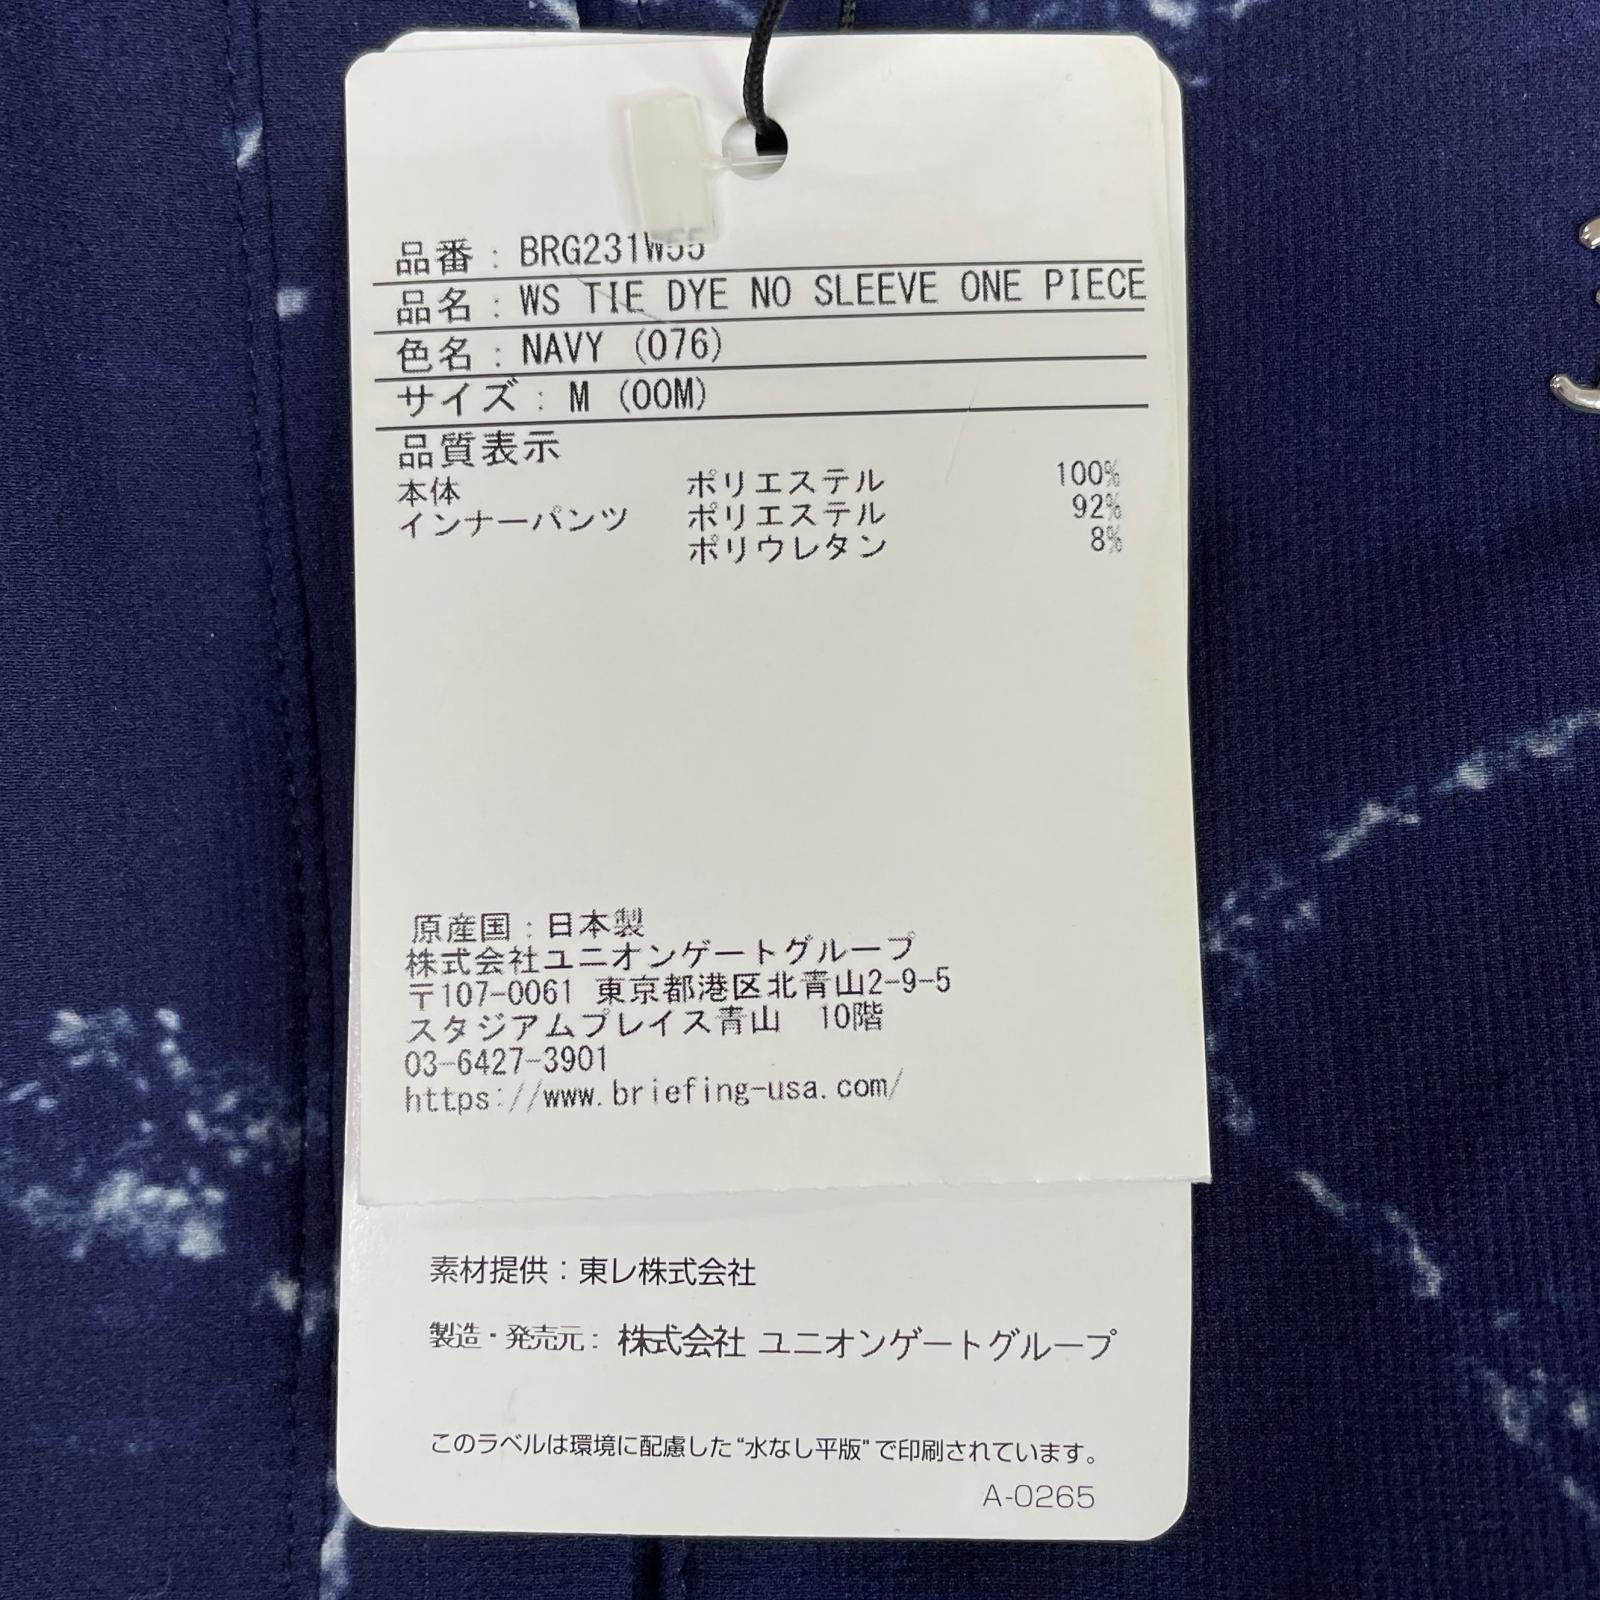 品番：BRG231W55
品名：WS TIE DYE NO SLEEVE ONE PIECE
色名：NAVY (076)
サイズ：M (00M)
品質表示
本体 ポリエステル 100%
インナーパンツ ポリエステル 92%
ポリウレタン 8%
原産国：日本製
株式会社ユニオンゲートグループ
〒107-0061 東京都港区北青山2-9-5
スタジアムプレイス青山 10階
03-6427-3901
https://www.briefing-usa.com/
素材提供：東レ株式会社
製造・発売元：株式会社 ユニオンゲートグループ
このラベルは環境に配慮した“水なし平版”で印刷されています。
A-0265